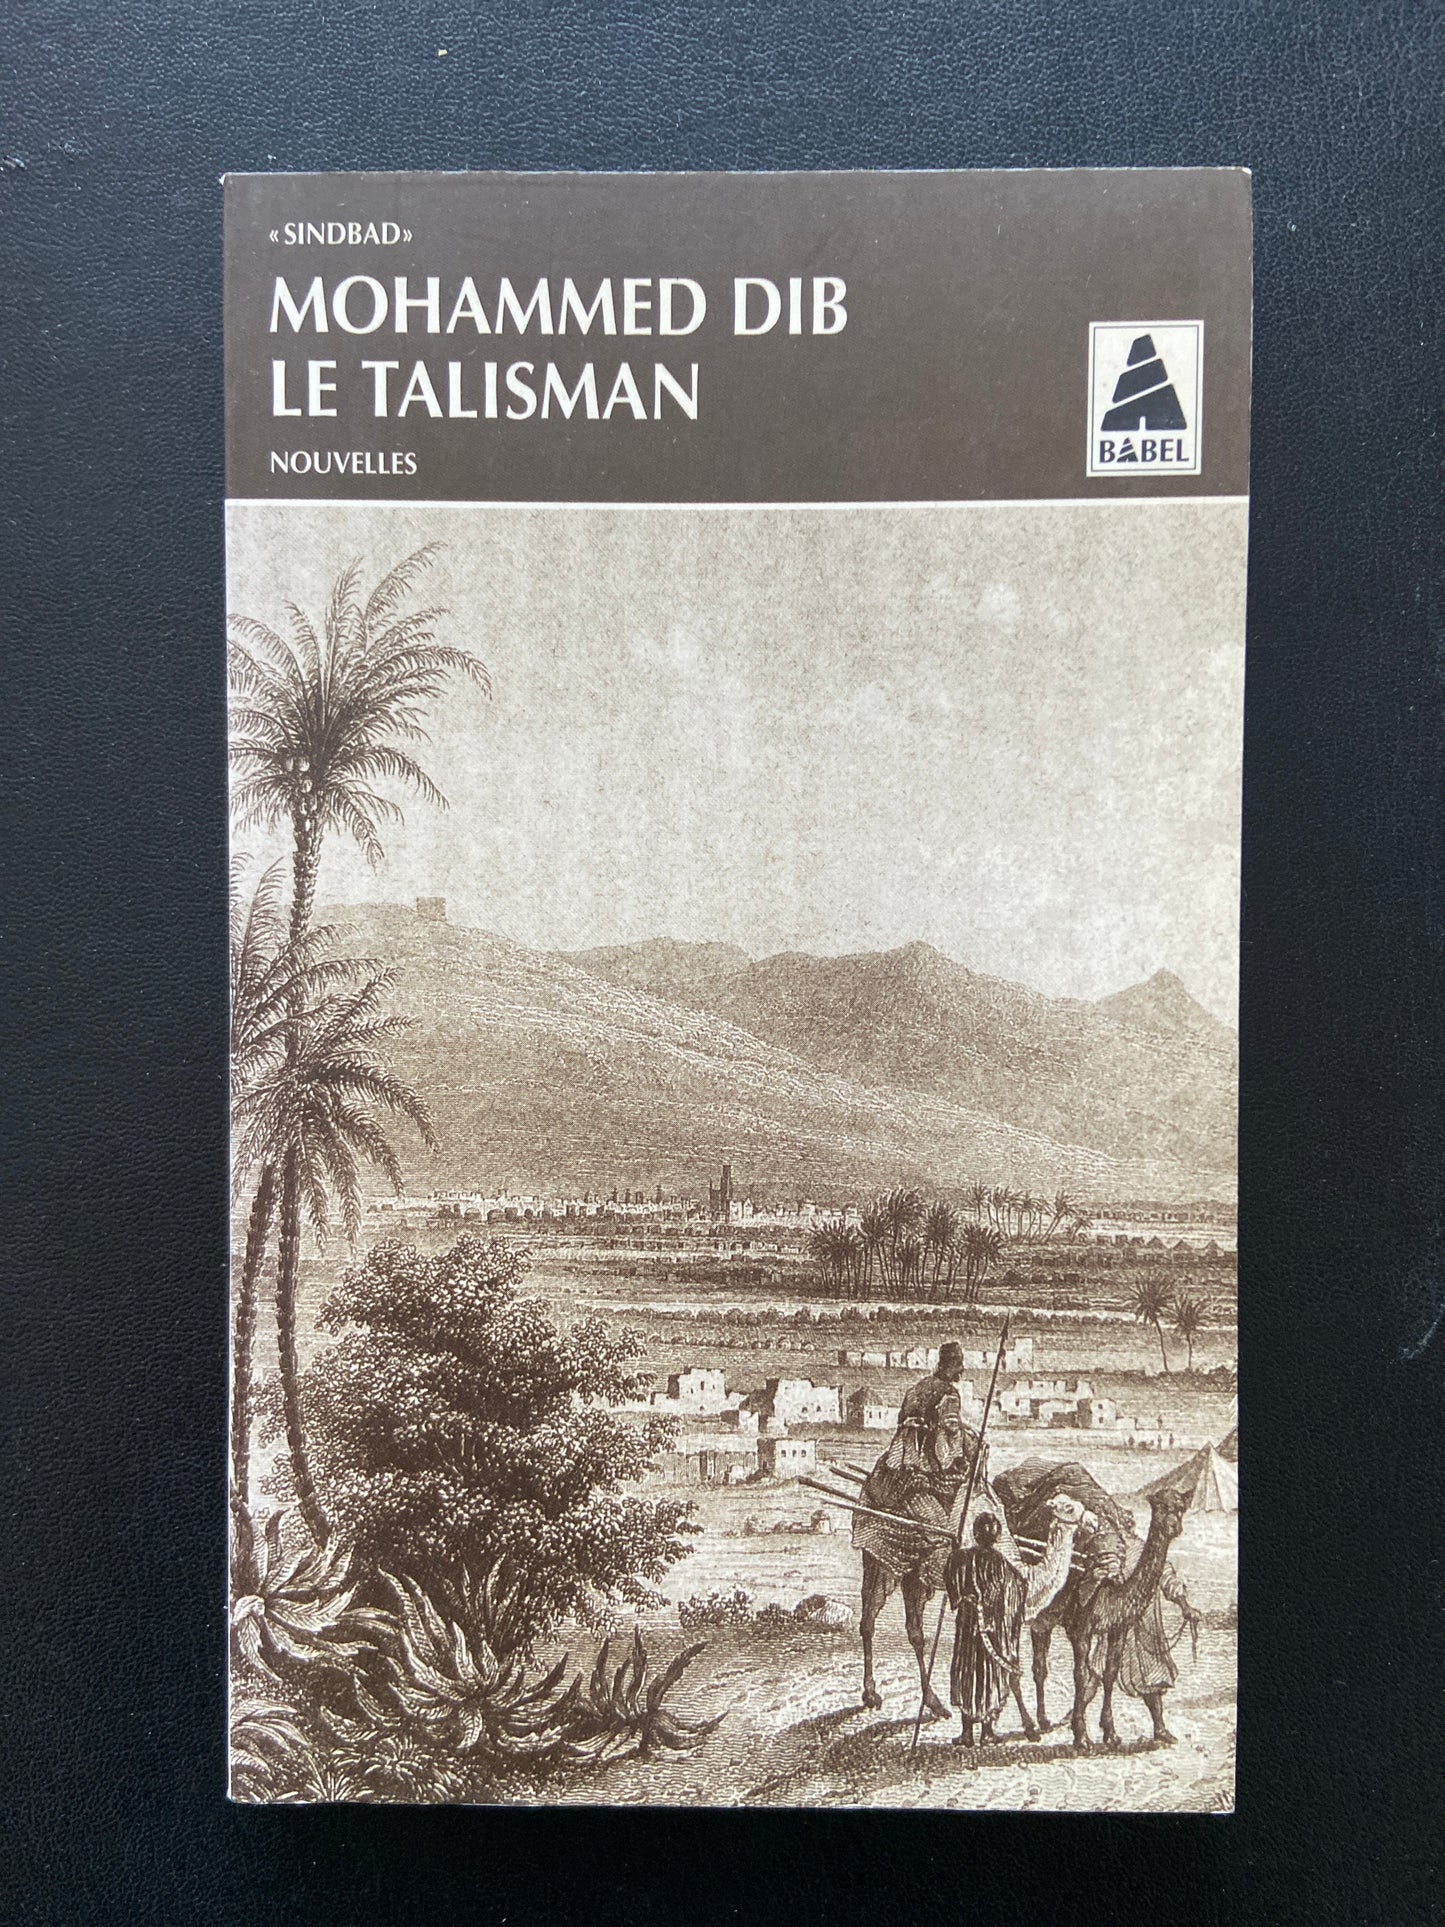 « SINDBAD »
MOHAMMED DIB
LE TALISMAN
NOUVELLES
BABEL